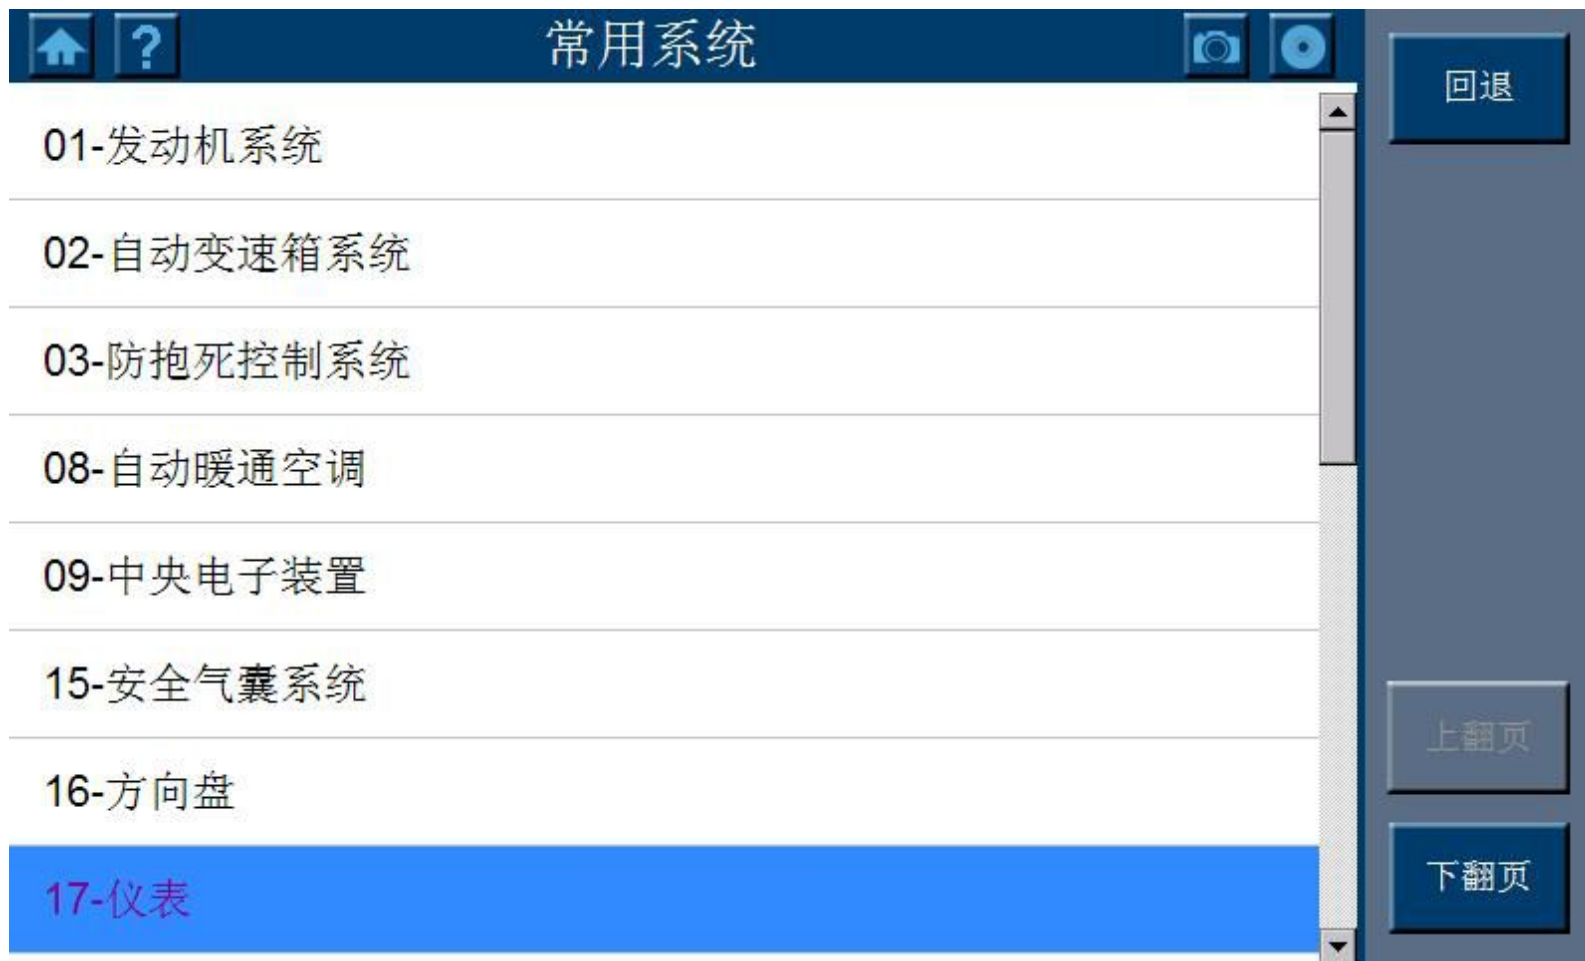 常用系统
回退
01-发动机系统
02-自动变速箱系统
03-防抱死控制系统
08-自动暖通空调
09-中央电子装置
15-安全气囊系统
16-方向盘
17-仪表
上翻页
下翻页